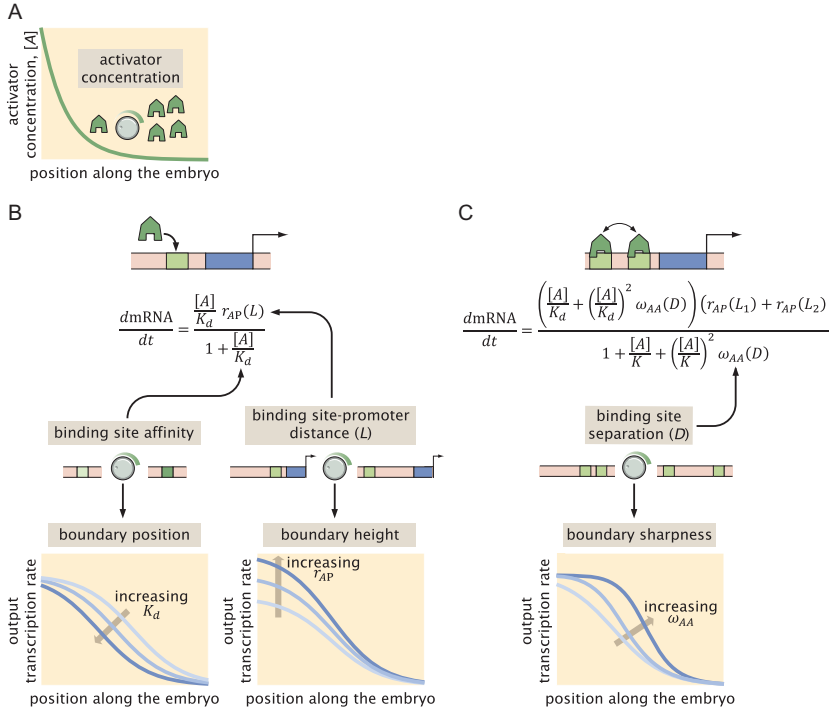 A
activator
concentration, [A]
activator
concentration
position along the embryo
B
dmRNA/dt = ([A]/K_d r_AP(L)) / (1 + [A]/K_d)
binding site affinity
binding site-promoter
distance (L)
boundary position
boundary height
output
transcription rate
increasing
K_d
position along the embryo
output
transcription rate
increasing
r_AP
position along the embryo
C
dmRNA/dt = (([A]/K_d + ([A]/K_d)^2 ω_AA(D)) (r_AP(L_1) + r_AP(L_2)) / (1 + [A]/K + ([A]/K)^2 ω_AA(D))
binding site
separation (D)
boundary sharpness
output
transcription rate
increasing
ω_AA
position along the embryo